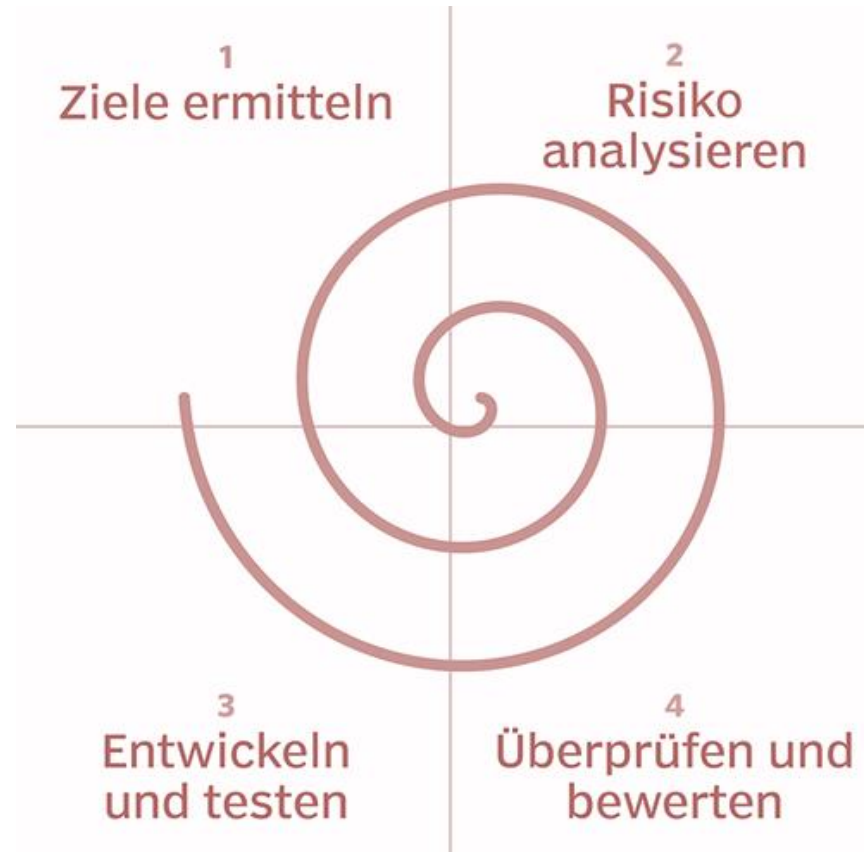 1
Ziele ermitteln
2
Risiko
analysieren
3
Entwickeln
und testen
4
Überprüfen und
bewerten